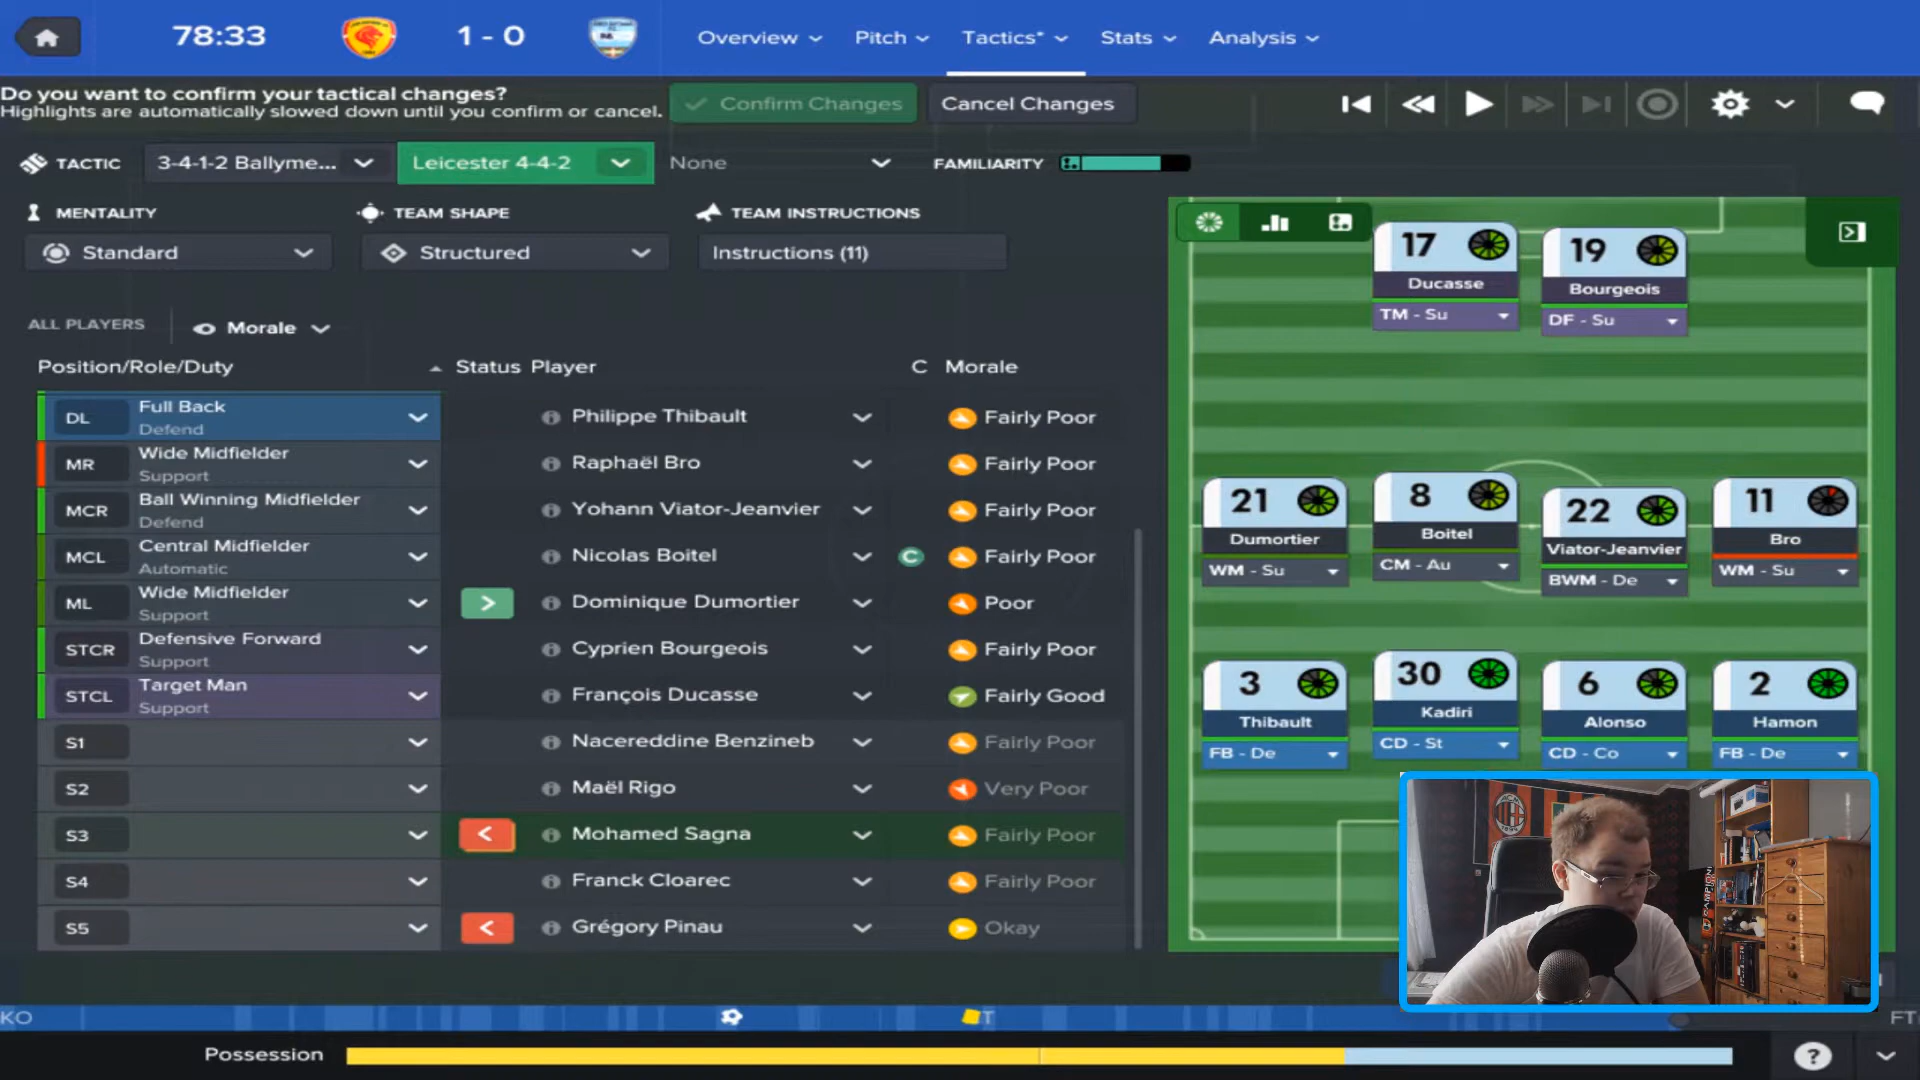 78:33
1 - 0
Overview
Pitch
Tactics*
Stats
Analysis
Do you want to confirm your tactical changes?
Highlights are automatically slowed down until you confirm or cancel.
Confirm Changes
Cancel Changes
TACTIC
3-4-1-2 Ballyme...
Leicester 4-4-2
None
FAMILIARITY
MENTALITY
TEAM SHAPE
TEAM INSTRUCTIONS
Standard
Structured
Instructions (11)
ALL PLAYERS
Morale
Position/Role/Duty
Status
Player
C
Morale
DL
Full Back
Defend
Philippe Thibault
Fairly Poor
MR
Wide Midfielder
Support
Raphaël Bro
Fairly Poor
MCR
Ball Winning Midfielder
Defend
Yohann Viator-Jeanvier
Fairly Poor
MCL
Central Midfielder
Automatic
Nicolas Boitel
C
Fairly Poor
ML
Wide Midfielder
Support
Dominique Dumortier
Poor
STCR
Defensive Forward
Support
Cyprien Bourgeois
Fairly Poor
STCL
Target Man
Support
François Ducasse
Fairly Good
S1
Nacereddine Benzineb
Fairly Poor
S2
Maël Rigo
Very Poor
S3
Mohamed Sagna
Fairly Poor
S4
Franck Cloarec
Fairly Poor
S5
Grégory Pinau
Okay
17
Ducasse
TM - Su
19
Bourgeois
DF - Su
21
Dumortier
WM - Su
8
Boitel
CM - Au
22
Viator-Jeanvier
BWM - De
11
Bro
WM - Su
3
Thibault
FB - De
30
Kadiri
CD - St
6
Alonso
CD - Co
2
Hamon
FB - De
KO
FT
Possession
?